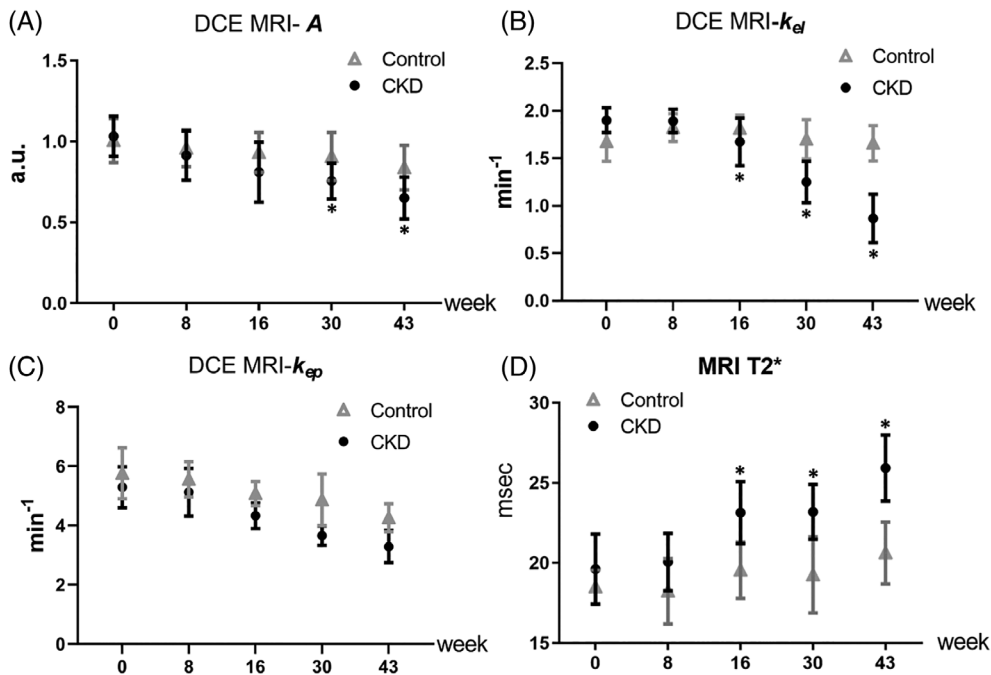 (A)
DCE MRI- A
Control
CKD
1.5
1.0
0.5
0.0
a.u.
*
*
0 8 16 30 43
week
(B)
DCE MRI-kel
Control
CKD
2.5
2.0
1.5
1.0
0.5
0.0
min-1
*
*
*
0 8 16 30 43
week
(C)
DCE MRI-kep
Control
CKD
8
6
4
2
0
min-1
0 8 16 30 43
week
(D)
MRI T2*
Control
CKD
30
25
20
15
msec
*
*
*
0 8 16 30 43
week